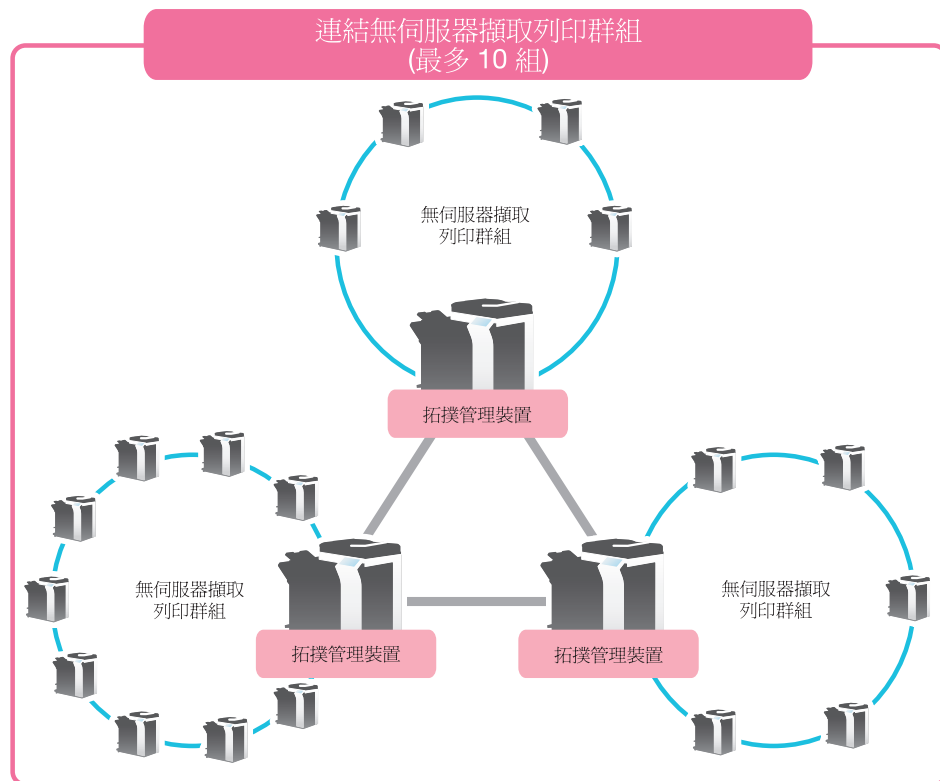 連結無伺服器擷取列印群組
(最多 10 組)
無伺服器擷取
列印群組
拓撲管理裝置
無伺服器擷取
列印群組
拓撲管理裝置
拓撲管理裝置
無伺服器擷取
列印群組